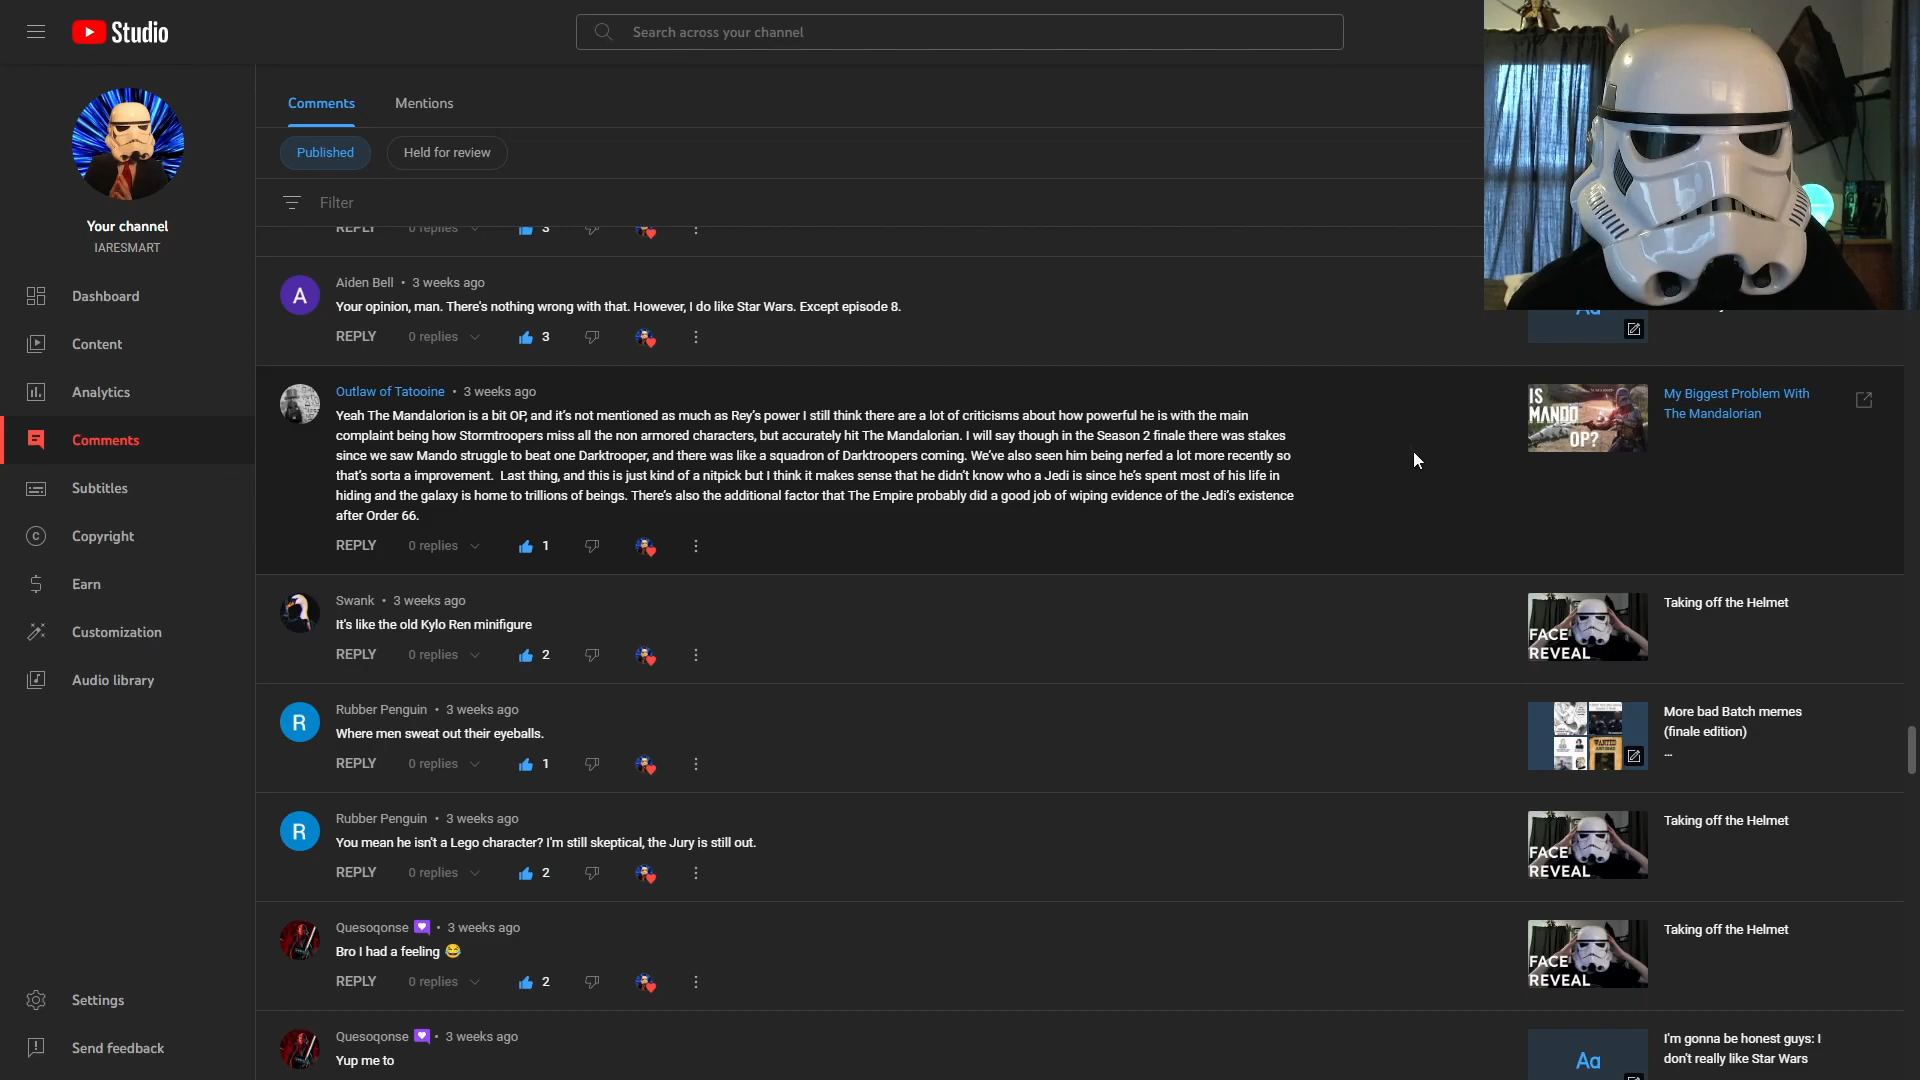 Studio
Search across your channel
Your channel
IARESMART
Dashboard
Content
Analytics
Comments
Subtitles
Copyright
Earn
Customization
Audio library
Settings
Send feedback
Comments
Mentions
Published
Held for review
Filter
REPLY 0 replies 3
A
Aiden Bell • 3 weeks ago
Your opinion, man. There's nothing wrong with that. However, I do like Star Wars. Except episode 8.
REPLY 0 replies 3
Outlaw of Tatooine • 3 weeks ago
Yeah The Mandalorion is a bit OP, and it's not mentioned as much as Rey's power I still think there are a lot of criticisms about how powerful he is with the main
complaint being how Stormtroopers miss all the non armored characters, but accurately hit The Mandalorian. I will say though in the Season 2 finale there was stakes
since we saw Mando struggle to beat one Darktrooper, and there was like a squadron of Darktroopers coming. We've also seen him being nerfed a lot more recently so
that's sorta a improvement.  Last thing, and this is just kind of a nitpick but I think it makes sense that he didn't know who a Jedi is since he's spent most of his life in
hiding and the galaxy is home to trillions of beings. There's also the additional factor that The Empire probably did a good job of wiping evidence of the Jedi's existence
after Order 66.
REPLY 0 replies 1
IS
MANDO
OP?
My Biggest Problem With
The Mandalorian
Swank • 3 weeks ago
It's like the old Kylo Ren minifigure
REPLY 0 replies 2
FACE
REVEAL
Taking off the Helmet
R
Rubber Penguin • 3 weeks ago
Where men sweat out their eyeballs.
REPLY 0 replies 1
WANTED
More bad Batch memes
(finale edition)
...
R
Rubber Penguin • 3 weeks ago
You mean he isn't a Lego character? I'm still skeptical, the Jury is still out.
REPLY 0 replies 2
FACE
REVEAL
Taking off the Helmet
Quesoqonse • 3 weeks ago
Bro I had a feeling 😂
REPLY 0 replies 2
FACE
REVEAL
Taking off the Helmet
Quesoqonse • 3 weeks ago
Yup me to
Aa
I'm gonna be honest guys: I
don't really like Star Wars